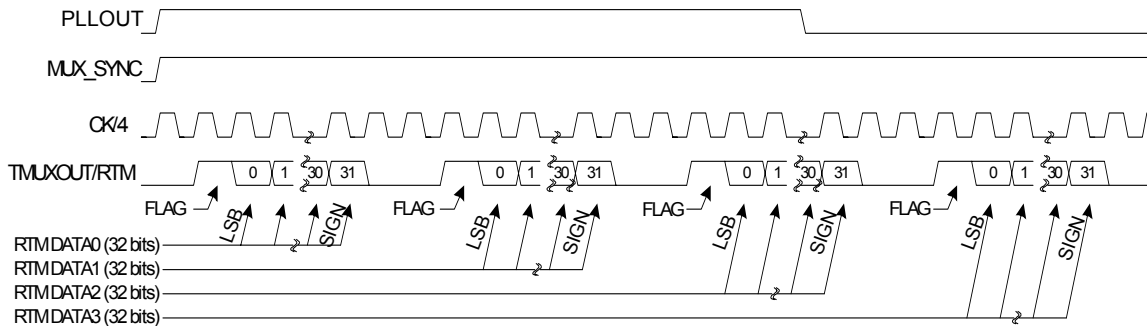 PLLOUT
MUX_SYNC
CK/4
TMUXOUT/RTM
0 1 30 31 0 1 30 31 0 1 30 31 0 1 30 31
FLAG LSB SIGN FLAG LSB SIGN FLAG LSB SIGN FLAG LSB SIGN
RTMDATA0 (32 bits)
RTMDATA1 (32 bits)
RTMDATA2 (32 bits)
RTMDATA3 (32 bits)